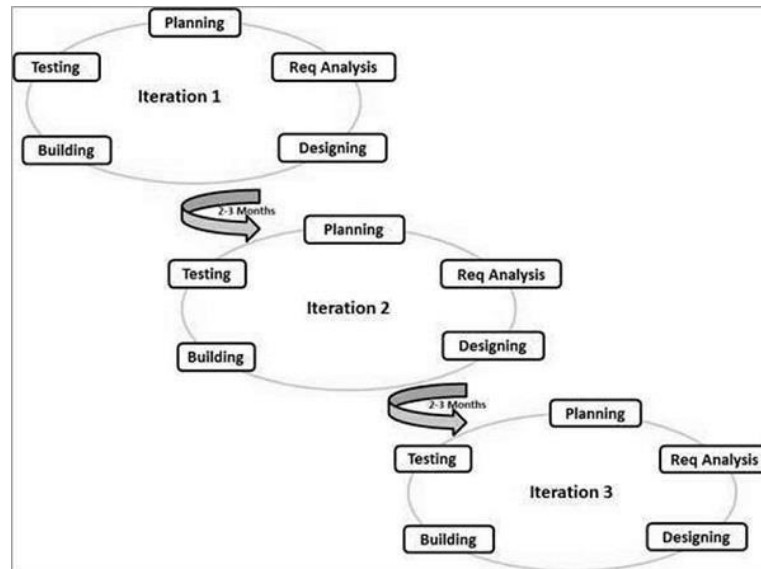 Planning
Testing
Req Analysis
Iteration 1
Building
Designing
2-3 Months
Planning
Testing
Req Analysis
Iteration 2
Building
Designing
2-3 Months
Planning
Testing
Req Analysis
Iteration 3
Building
Designing